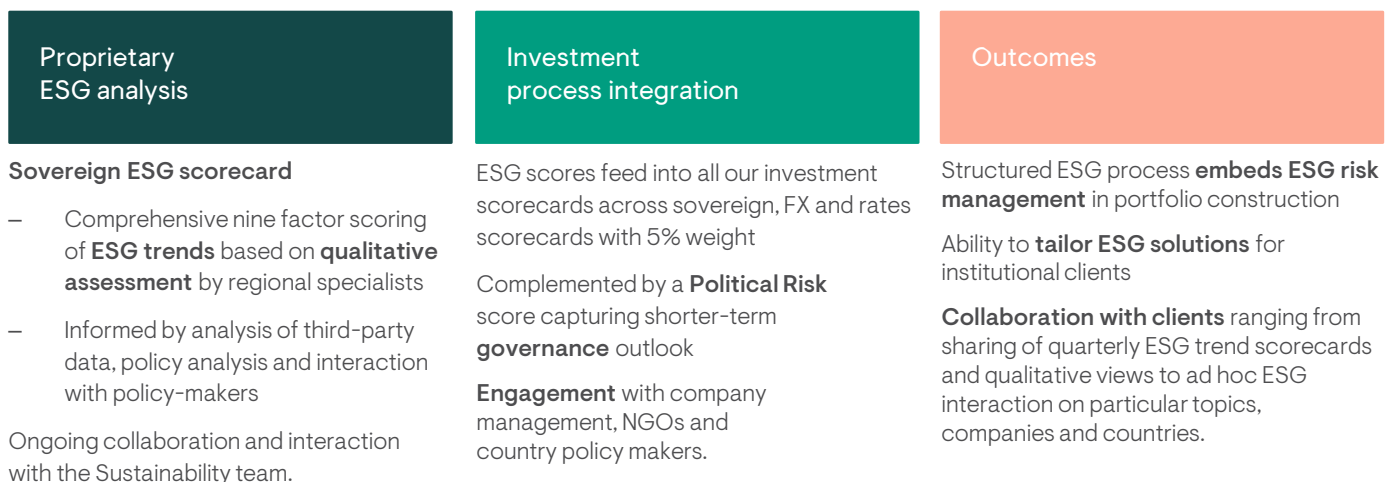 Proprietary
ESG analysis
Sovereign ESG scorecard
– Comprehensive nine factor scoring
of ESG trends based on qualitative
assessment by regional specialists
– Informed by analysis of third-party
data, policy analysis and interaction
with policy-makers
Ongoing collaboration and interaction
with the Sustainability team.
Investment
process integration
ESG scores feed into all our investment
scorecards across sovereign, FX and rates
scorecards with 5% weight
Complemented by a Political Risk
score capturing shorter-term
governance outlook
Engagement with company
management, NGOs and
country policy makers.
Outcomes
Structured ESG process embeds ESG risk
management in portfolio construction
Ability to tailor ESG solutions for
institutional clients
Collaboration with clients ranging from
sharing of quarterly ESG trend scorecards
and qualitative views to ad hoc ESG
interaction on particular topics,
companies and countries.